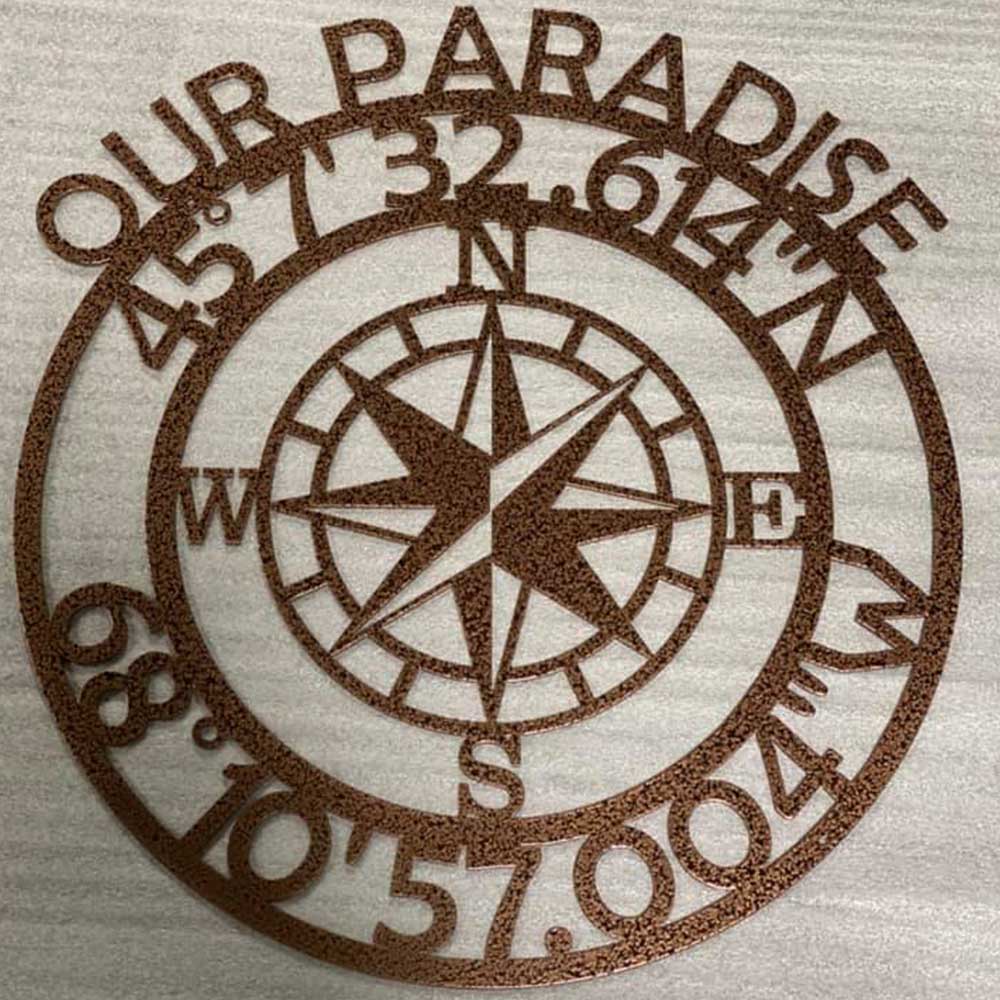 OUR PARADISE
45°7' 32.614"N
N
W E
S
68°10'57.004"W